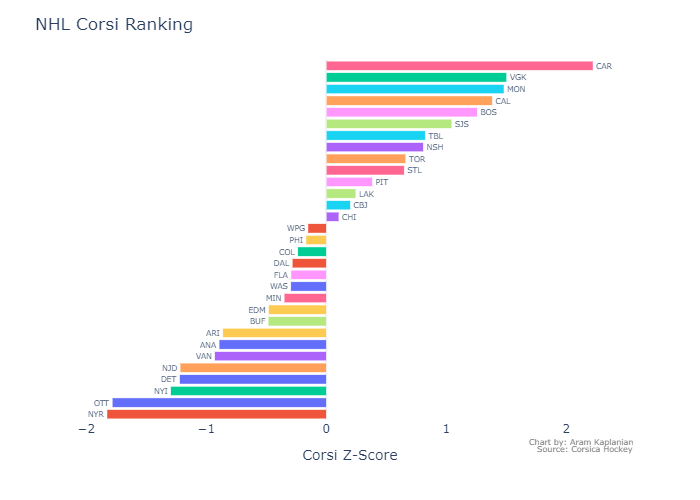 NHL Corsi Ranking
CAR
VGK
MON
CAL
BOS
SJS
TBL
NSH
TOR
STL
PIT
LAK
CBJ
CHI
WPG
PHI
COL
DAL
FLA
WAS
MIN
EDM
BUF
ARI
ANA
VAN
NJD
DET
NYI
OTT
NYR
−2 −1 0 1 2
Corsi Z-Score
Chart by: Aram Kaplanian
Source: Corsica Hockey